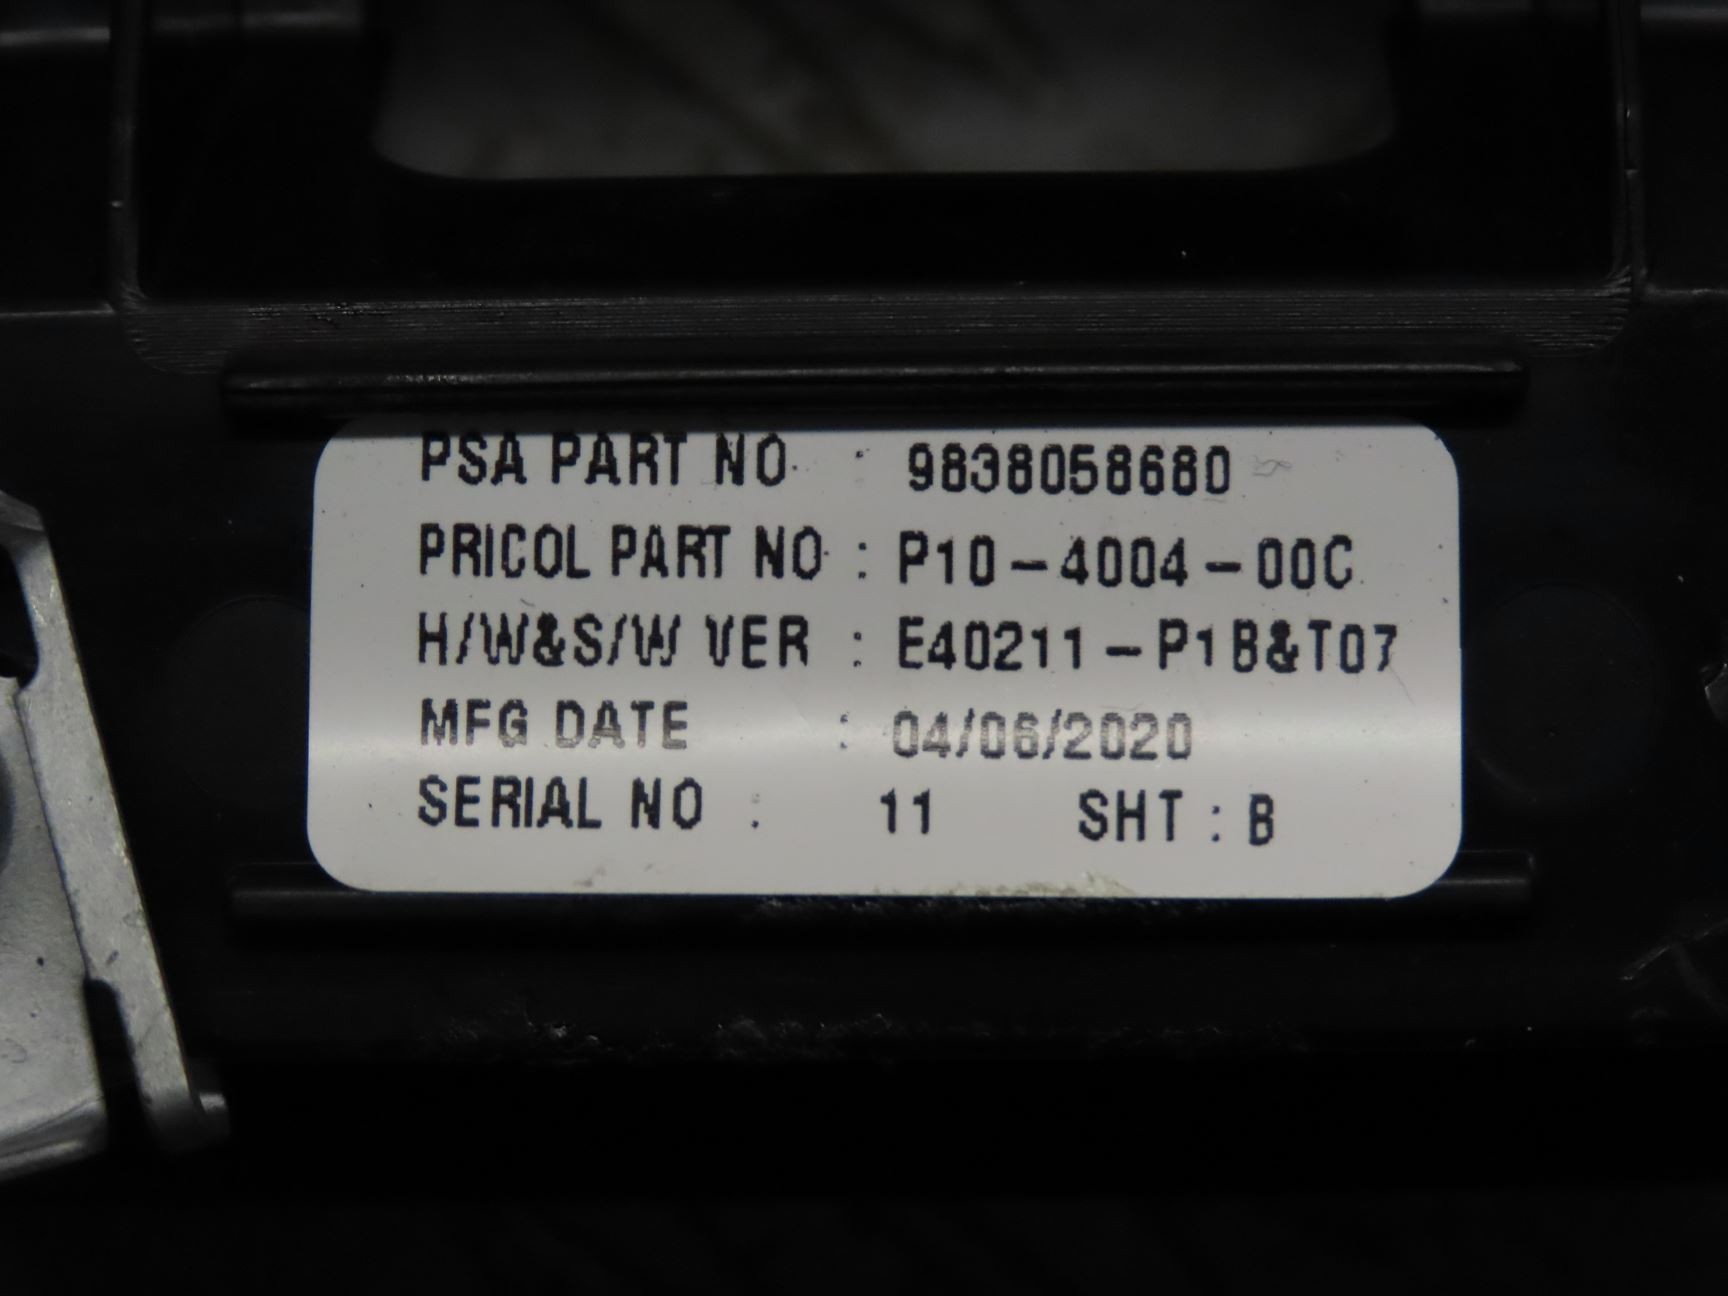 PSA PART NO : 9838058680
PRICOL PART NO : P10-4004-00C
H/W&S/W VER : E40211-P1B&T07
MFG DATE : 04/06/2020
SERIAL NO : 11 SHT : B